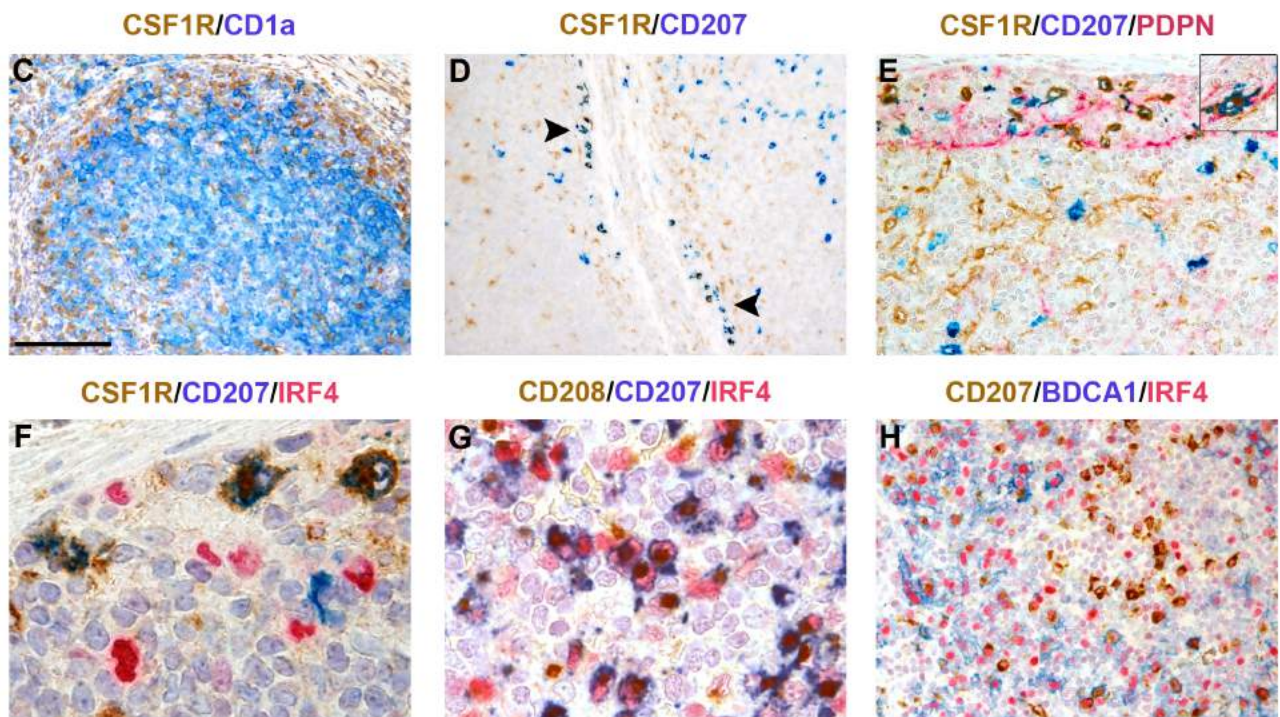 CSF1R/CD1a
CSF1R/CD207
CSF1R/CD207/PDPN
C
D
E
CSF1R/CD207/IRF4
CD208/CD207/IRF4
CD207/BDCA1/IRF4
F
G
H